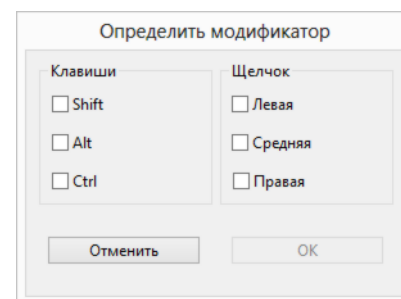 Определить модификатор
Клавиши
Щелчок
Shift
Левая
Alt
Средняя
Ctrl
Правая
Отменить
OK